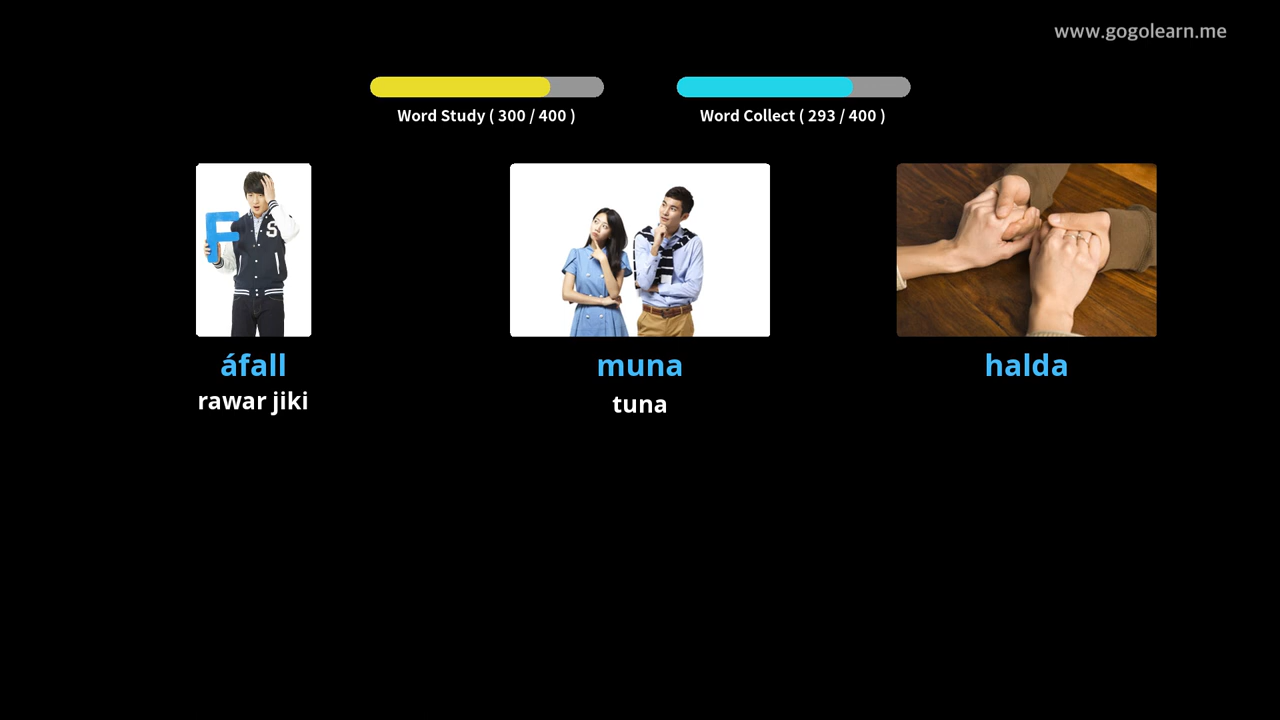 www.gogolearn.me
Word Study ( 300 / 400 )
Word Collect ( 293 / 400 )
F
S
áfall
muna
halda
rawar jiki
tuna